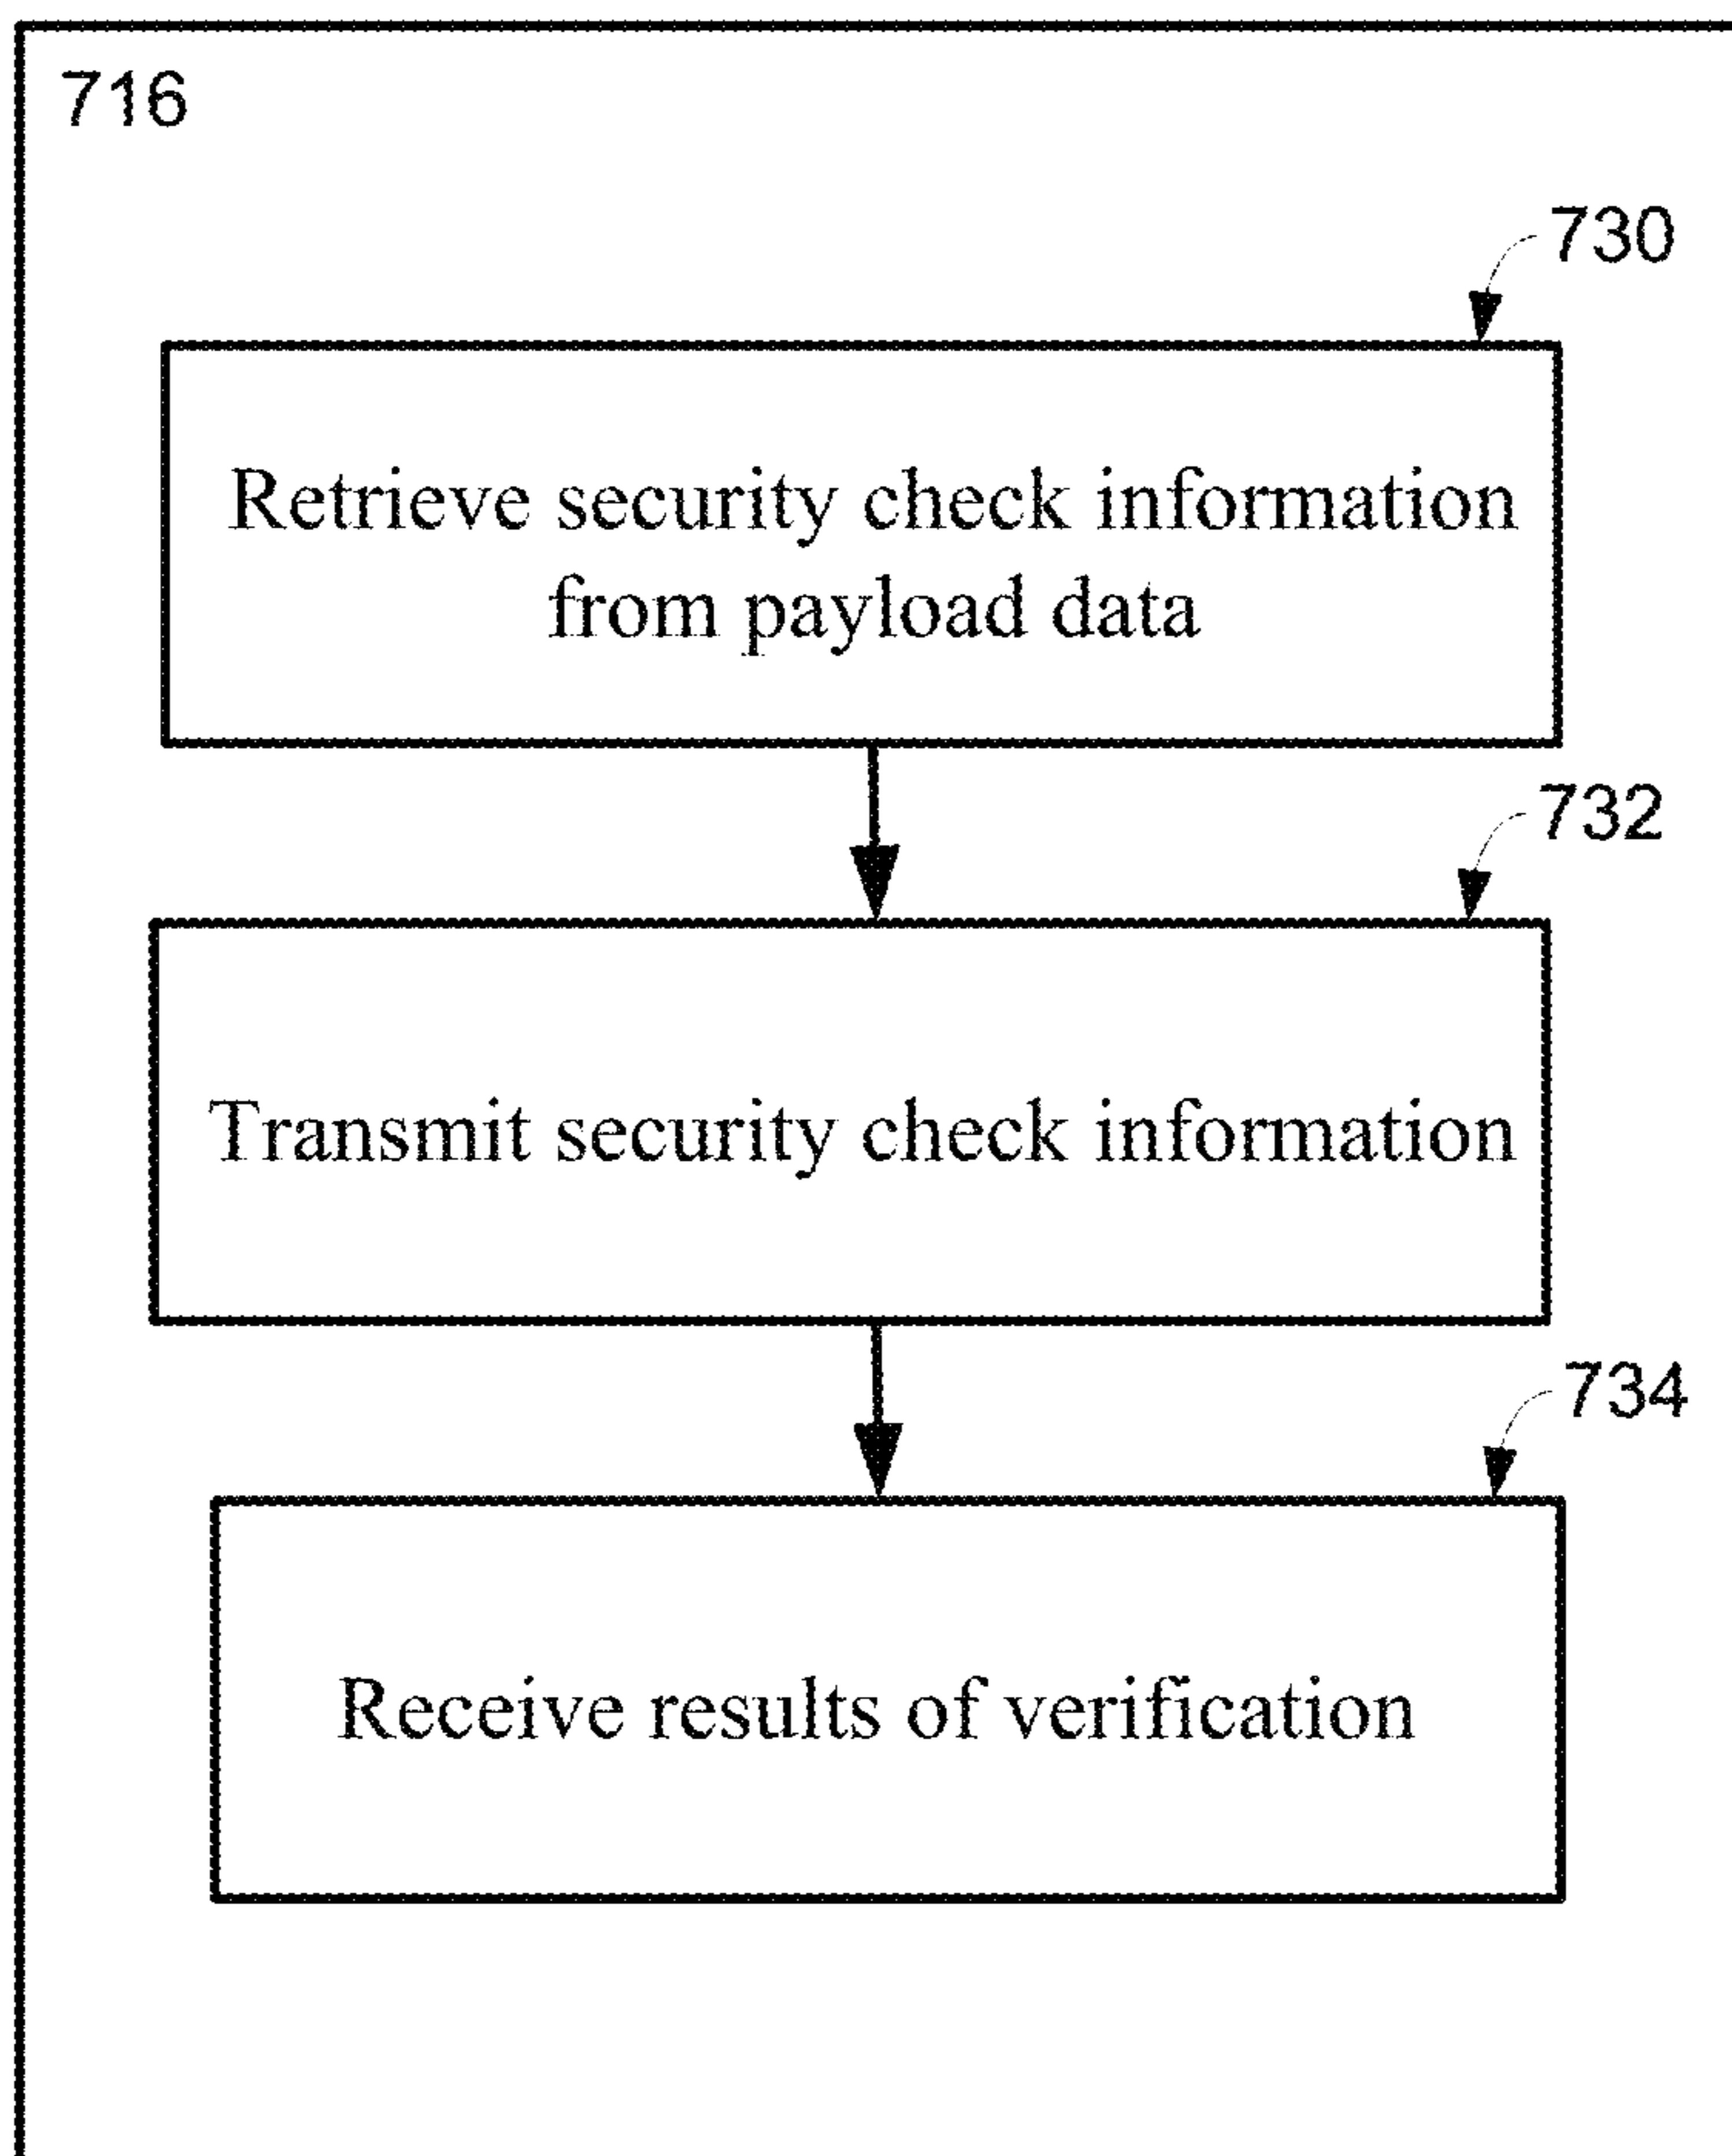 716
730
Retrieve security check information
from payload data
732
Transmit security check information
734
Receive results of verification